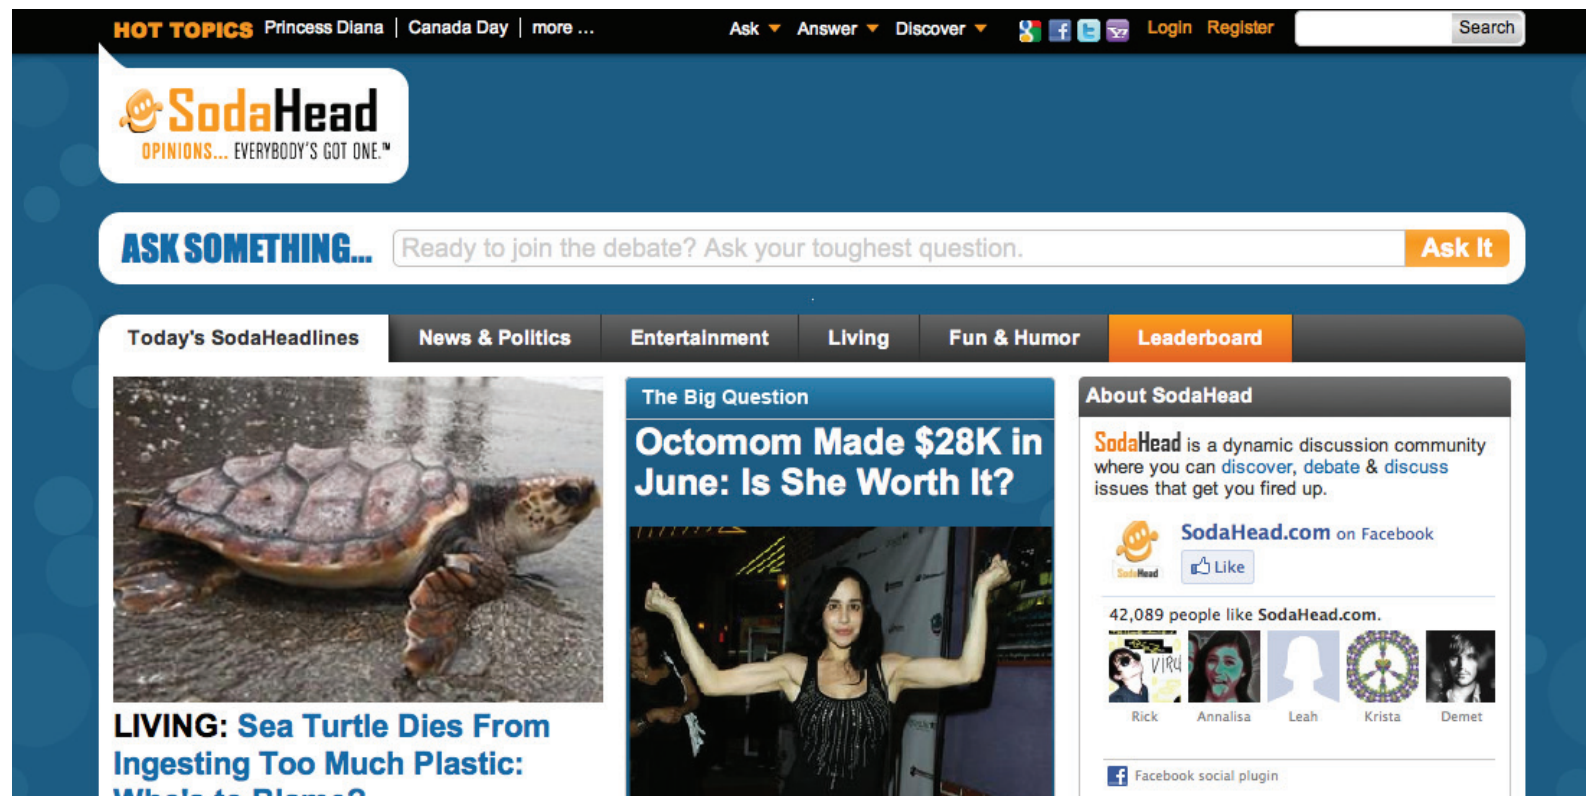 HOT TOPICS Princess Diana | Canada Day | more ...
Ask Answer Discover Login Register Search
SodaHead
OPINIONS... EVERYBODY'S GOT ONE.™
ASK SOMETHING... Ready to join the debate? Ask your toughest question. Ask It
Today's SodaHeadlines News & Politics Entertainment Living Fun & Humor Leaderboard
LIVING: Sea Turtle Dies From
Ingesting Too Much Plastic:
Who's to Blame?
The Big Question
Octomom Made $28K in
June: Is She Worth It?
About SodaHead
SodaHead is a dynamic discussion community
where you can discover, debate & discuss
issues that get you fired up.
SodaHead
SodaHead.com on Facebook
Like
42,089 people like SodaHead.com.
VIRU
Rick Annalisa Leah Krista Demet
Facebook social plugin